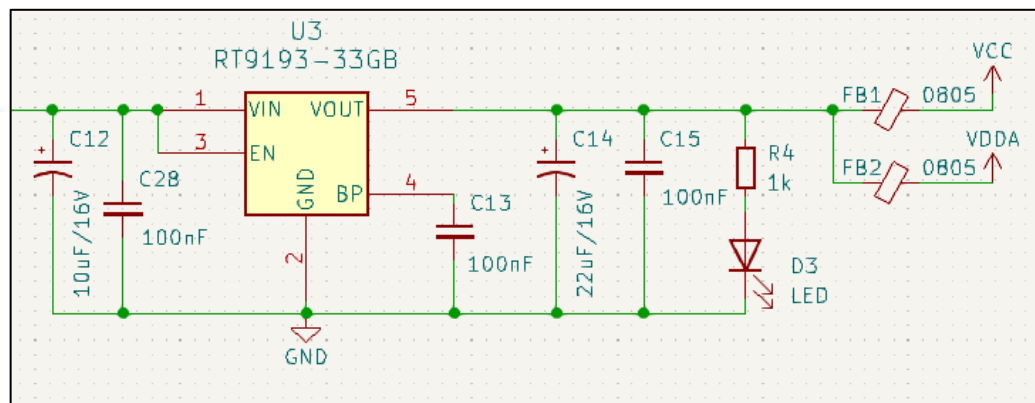 U3
RT9193-33GB
VCC
1
VIN
VOUT
5
FB1
0805
C12
3
EN
C14
C15
R4
1k
VDDA
C28
GND
BP
4
C13
FB2
0805
10uF/16V
100nF
2
100nF
22uF/16V
100nF
D3
LED
GND